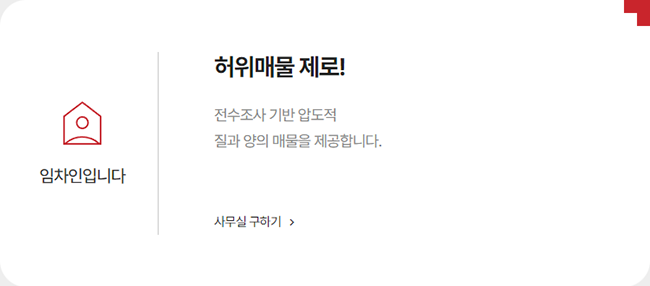 허위매물 제로!
전수조사 기반 압도적
질과 양의 매물을 제공합니다.
임차인입니다
사무실 구하기 >